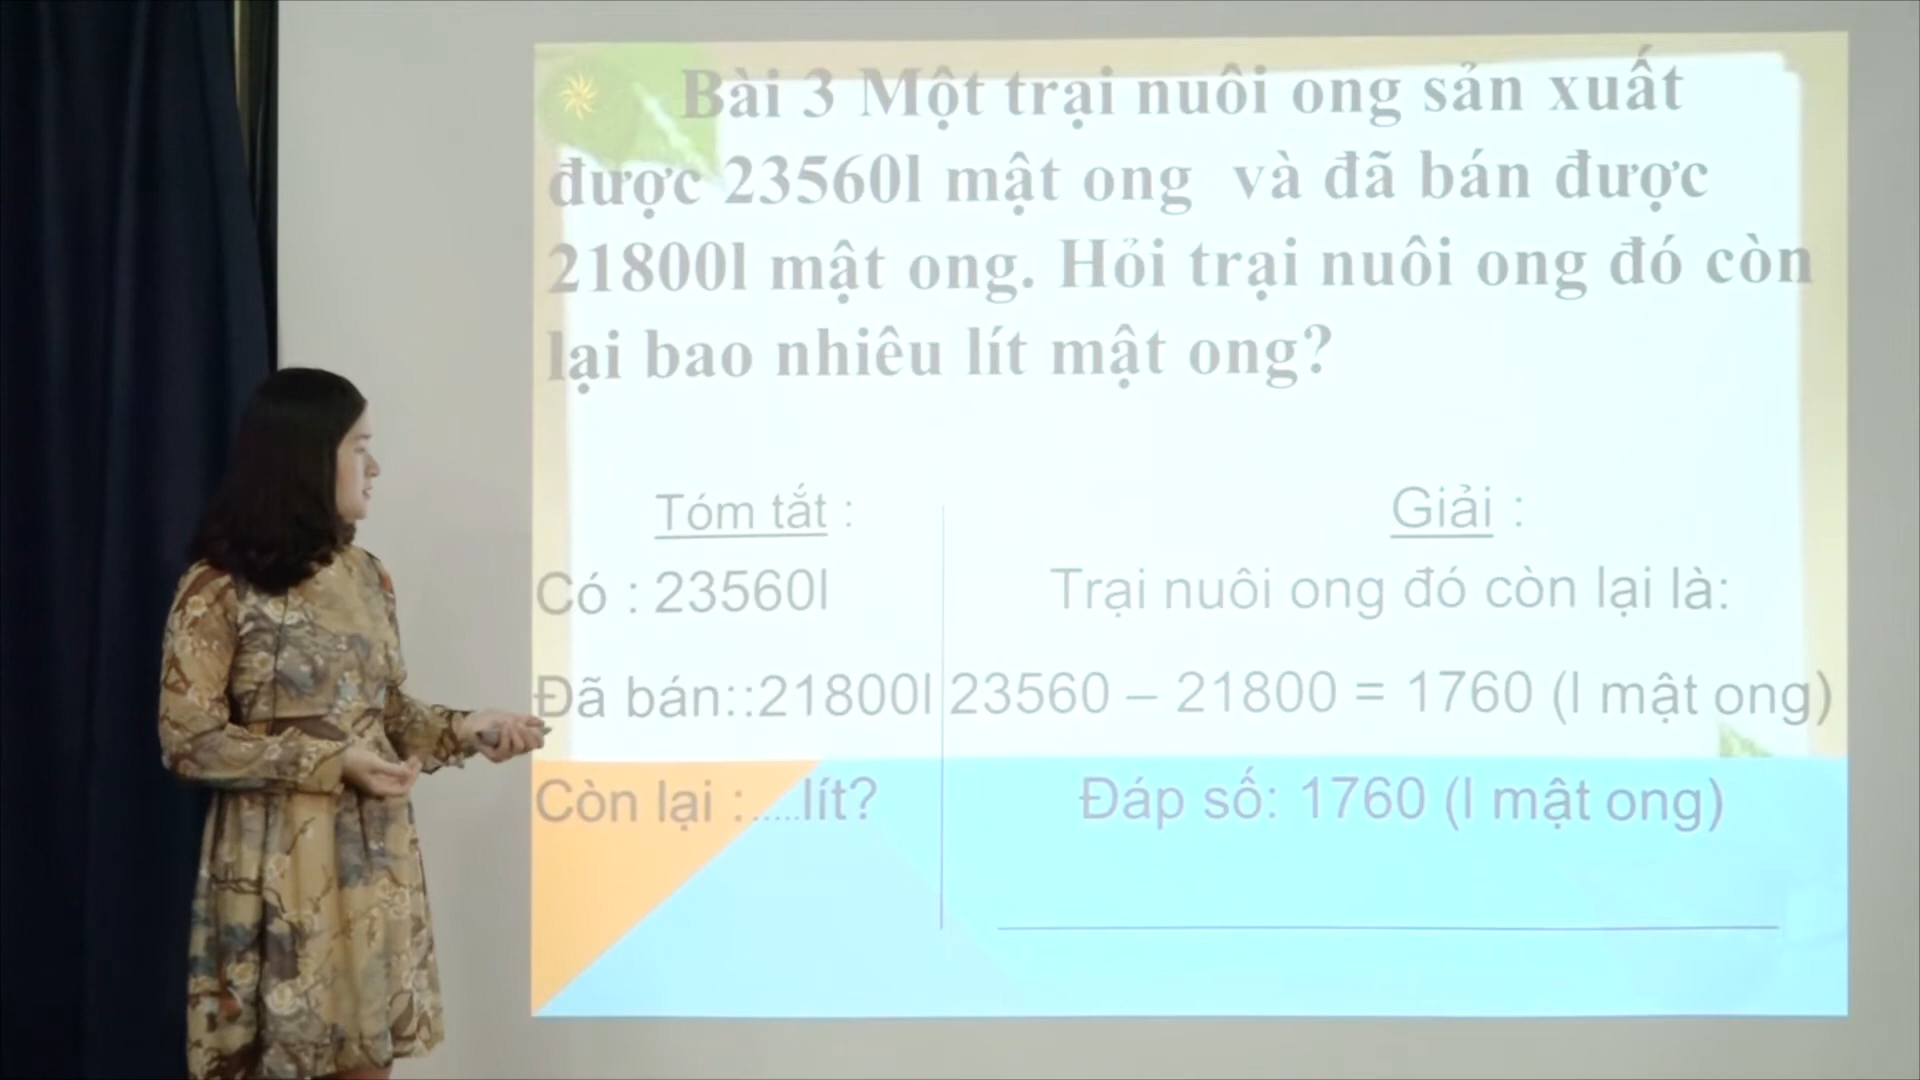 Bài 3 Một trại nuôi ong sản xuất
được 23560l mật ong và đã bán được
21800l mật ong. Hỏi trại nuôi ong đó còn
lại bao nhiêu lít mật ong?
Tóm tắt :
Có : 23560l
Đã bán::21800l
Còn lại :.....lít?
Giải :
Trại nuôi ong đó còn lại là:
23560 – 21800 = 1760 (l mật ong)
Đáp số: 1760 (l mật ong)